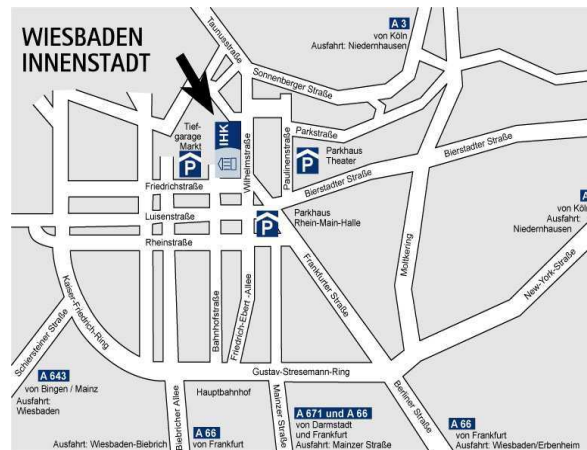 WIESBADEN
INNENSTADT
Taunusstraße
A 3
von Köln
Ausfahrt: Niedernhausen
Sonnenberger Straße
Tief-
garage
Markt
P
IHK
Wilhelmstraße
Paulinenstraße
Parkstraße
P
Parkhaus
Theater
Bierstadter Straße
Bierstadter Straße
Friedrichstraße
Luisenstraße
Rheinstraße
P
Parkhaus
Rhein-Main-Halle
A
von Köln
Ausfahrt:
Niedernhausen
Moltkering
New-York-Straße
Frankfurter Straße
Kaiser-Friedrich-Ring
Schiersteiner Straße
Bahnhofstraße
Friedrich-Ebert-Allee
Gustav-Stresemann-Ring
A 643
von Bingen / Mainz
Ausfahrt:
Wiesbaden
Hauptbahnhof
Biebricher Allee
Mainzer Straße
Berliner Straße
A 66
von Frankfurt
Ausfahrt: Wiesbaden-Biebrich
A 671 und A 66
von Darmstadt
und Frankfurt
Ausfahrt: Mainzer Straße
A 66
von Frankfurt
Ausfahrt: Wiesbaden/Erbenheim